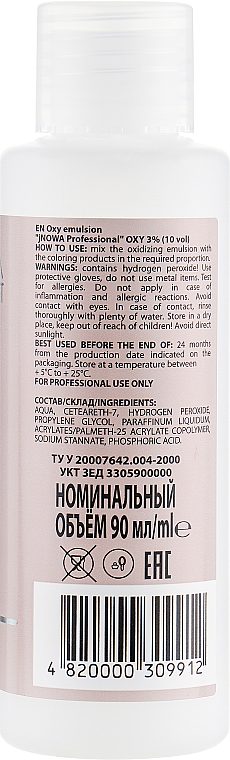 EN Oxy emulsion
"jNOWA Professional" OXY 3% (10 vol)
HOW TO USE: mix the oxidizing emulsion with
the coloring products in the required proportion.
WARNINGS: contains hydrogen peroxide! Use
protective gloves, do not use metal items. Test
for allergies. Do not apply in case of
inflammation and allergic reactions. Avoid
contact with eyes. In case of contact, rinse
thoroughly with plenty of water. Store in a dry
place, keep out of reach of children! Avoid direct
sunlight.
BEST USED BEFORE THE END OF: 24 months
from the production date indicated on the
packaging. Store at a temperature between
+5°C to +25°C.
FOR PROFESSIONAL USE ONLY
СОСТАВ/СКЛАД/INGREDIENTS:
AQUA, CETEARETH-7, HYDROGEN PEROXIDE,
PROPYLENE GLYCOL, PARAFFINUM LIQUIDUM,
ACRYLATES/PALMETH-25 ACRYLATE COPOLYMER,
SODIUM STANNATE, PHOSPHORIC ACID.
ТУ У 20007642.004-2000
УКТ ЗЕД 3305900000
НОМИНАЛЬНЫЙ
ОБЪЁМ 90 мл/ml℮
EAC
4 820000 309912